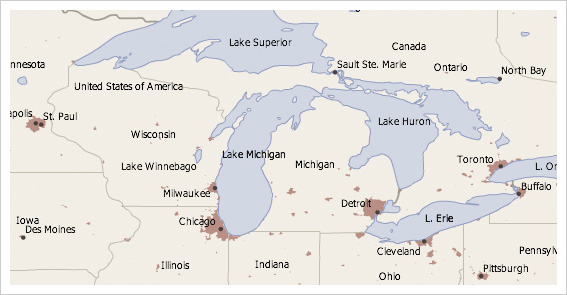 Lake Superior
Canada
Sault Ste. Marie
nnesota
Ontario
North Bay
United States of America
apolis
St. Paul
Lake Huron
Wisconsin
Lake Michigan
Toronto
Lake Winnebago
Michigan
L. On
Milwaukee
Buffalo
Detroit
Iowa
Chicago
L. Erie
Des Moines
Cleveland
Pennsylv
Illinois
Indiana
Pittsburgh
Ohio